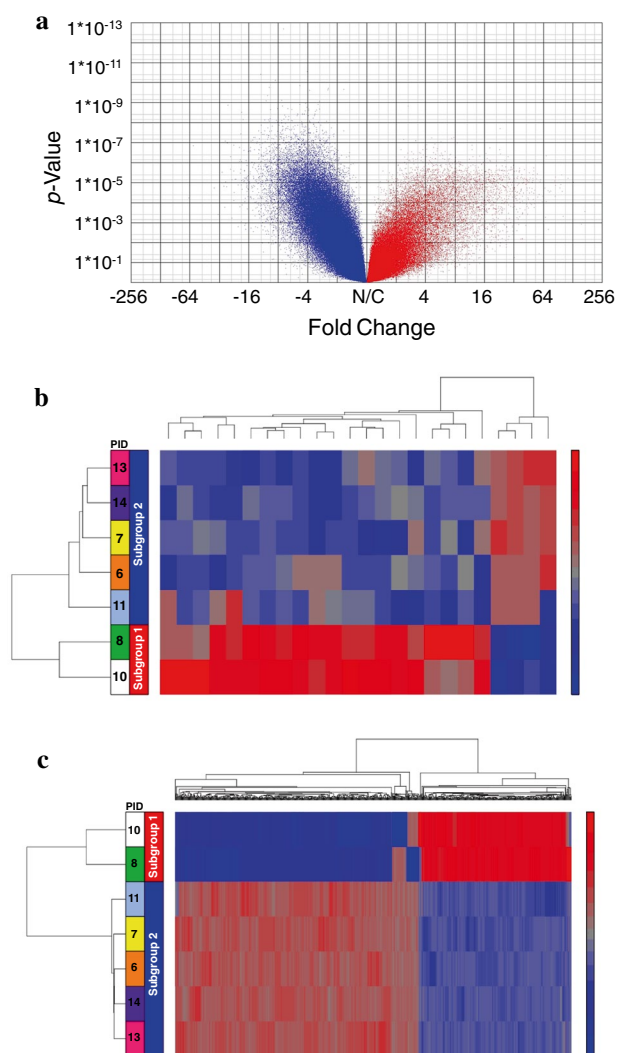 a
1*10-13
1*10-11
1*10-9
1*10-7
1*10-5
1*10-3
1*10-1
p-Value
-256 -64 -16 -4 N/C 4 16 64 256
Fold Change
b
PID
13
14
7
6
11
8
10
Subgroup 2
Subgroup 1
c
PID
10
8
11
7
6
14
13
Subgroup 1
Subgroup 2